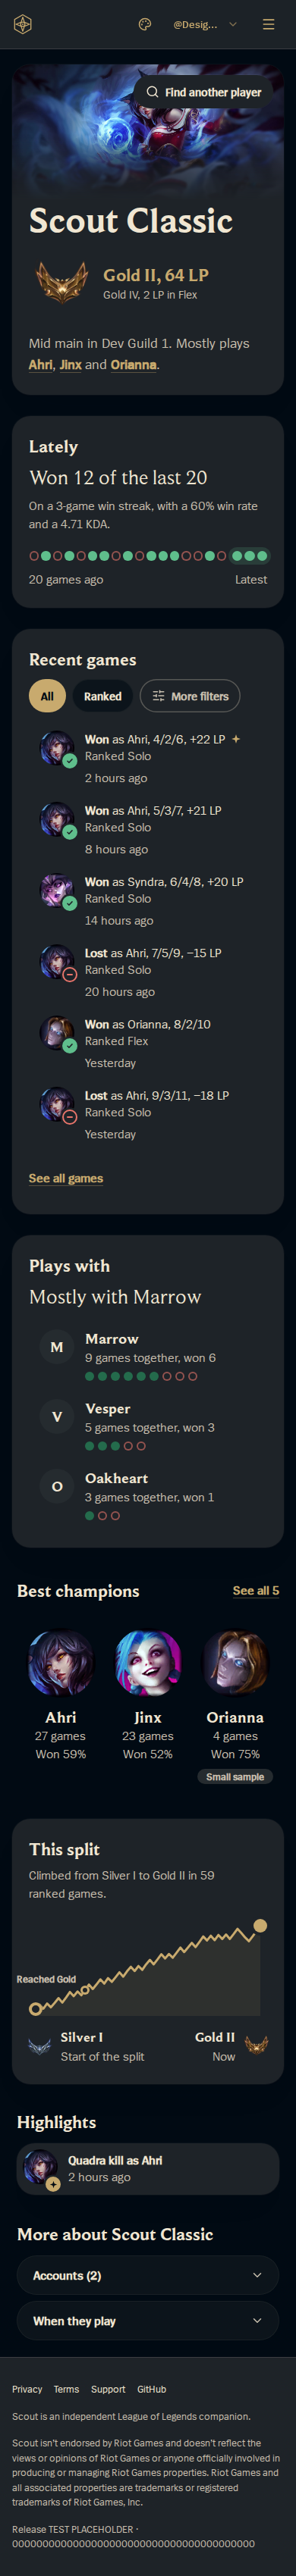 @Desig...
Find another player
Scout Classic
Gold II, 64 LP
Gold IV, 2 LP in Flex
Mid main in Dev Guild 1. Mostly plays
Ahri, Jinx and Orianna.
Lately
Won 12 of the last 20
On a 3-game win streak, with a 60% win rate
and a 4.71 KDA.
20 games ago
Latest
Recent games
All
Ranked
More filters
Won as Ahri, 4/2/6, +22 LP
Ranked Solo
2 hours ago
Won as Ahri, 5/3/7, +21 LP
Ranked Solo
8 hours ago
Won as Syndra, 6/4/8, +20 LP
Ranked Solo
14 hours ago
Lost as Ahri, 7/5/9, −15 LP
Ranked Solo
20 hours ago
Won as Orianna, 8/2/10
Ranked Flex
Yesterday
Lost as Ahri, 9/3/11, −18 LP
Ranked Solo
Yesterday
See all games
Plays with
Mostly with Marrow
M
Marrow
9 games together, won 6
V
Vesper
5 games together, won 3
O
Oakheart
3 games together, won 1
Best champions
See all 5
Ahri
27 games
Won 59%
Jinx
23 games
Won 52%
Orianna
4 games
Won 75%
Small sample
This split
Climbed from Silver I to Gold II in 59
ranked games.
Reached Gold
Silver I
Start of the split
Gold II
Now
Highlights
Quadra kill as Ahri
2 hours ago
More about Scout Classic
Accounts (2)
When they play
Privacy
Terms
Support
GitHub
Scout is an independent League of Legends companion.
Scout isn't endorsed by Riot Games and doesn't reflect the
views or opinions of Riot Games or anyone officially involved in
producing or managing Riot Games properties. Riot Games and
all associated properties are trademarks or registered
trademarks of Riot Games, Inc.
Release TEST PLACEHOLDER ·
0000000000000000000000000000000000000000